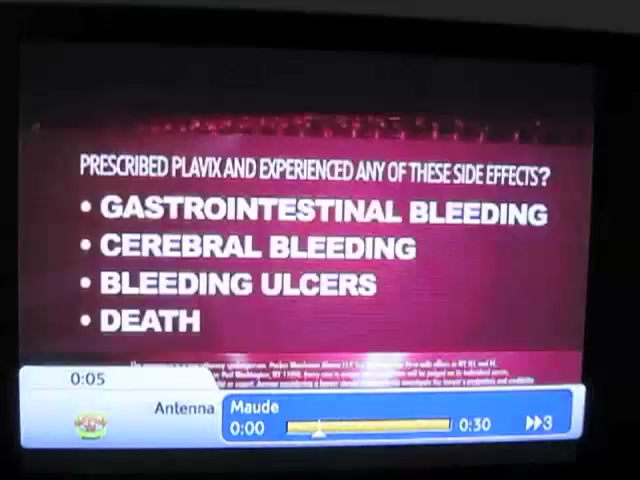 PRESCRIBED PLAVIX AND EXPERIENCED ANY OF THESE SIDE EFFECTS?
• GASTROINTESTINAL BLEEDING
• CEREBRAL BLEEDING
• BLEEDING ULCERS
• DEATH
0:05
Antenna
Maude
0:00
0:30
3